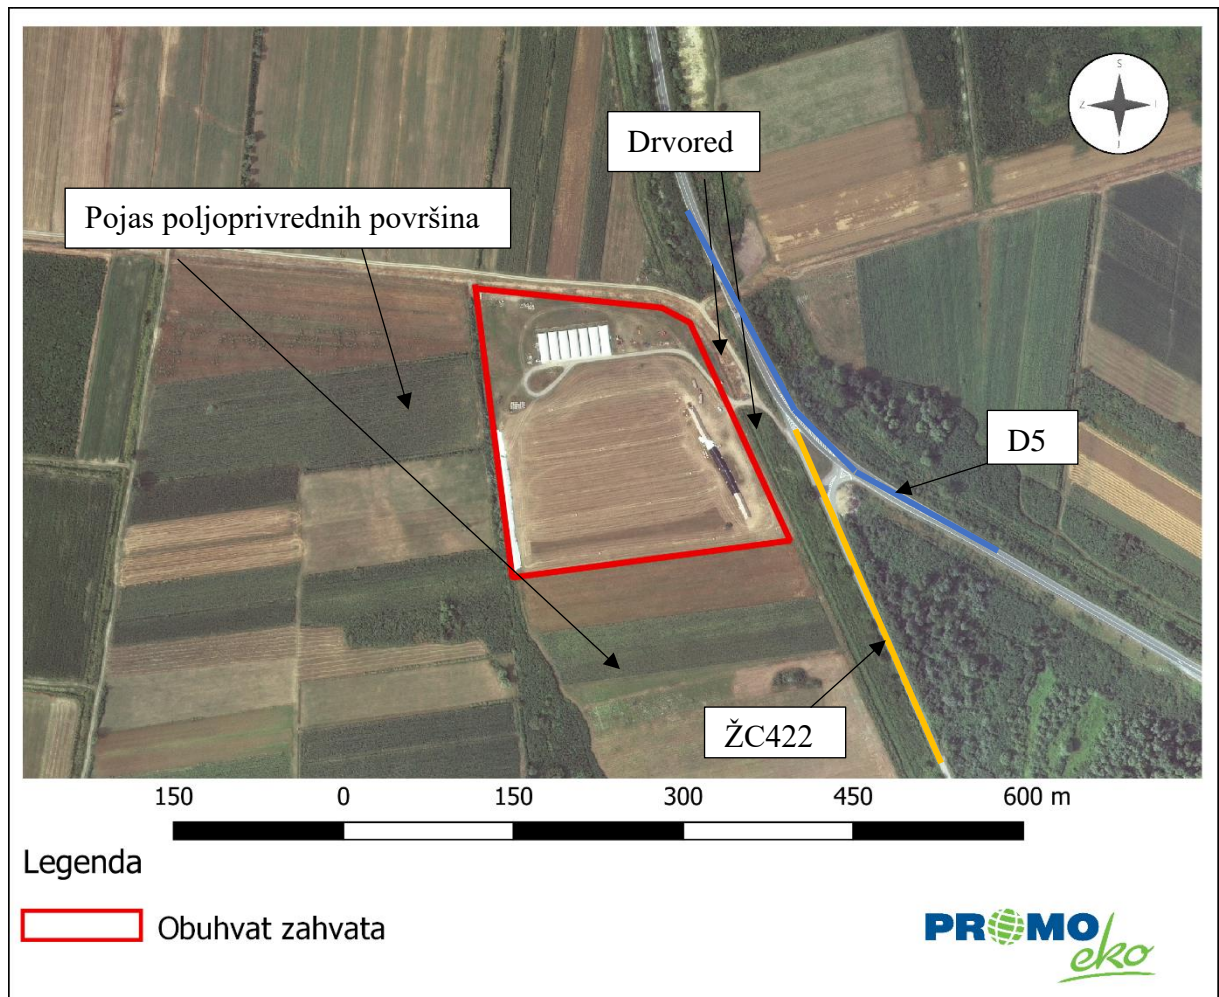 S
Z
I
J
Drvored
Pojas poljoprivrednih površina
D5
ŽC422
150 0 150 300 450 600 m
Legenda
Obuhvat zahvata
PROMO
eko